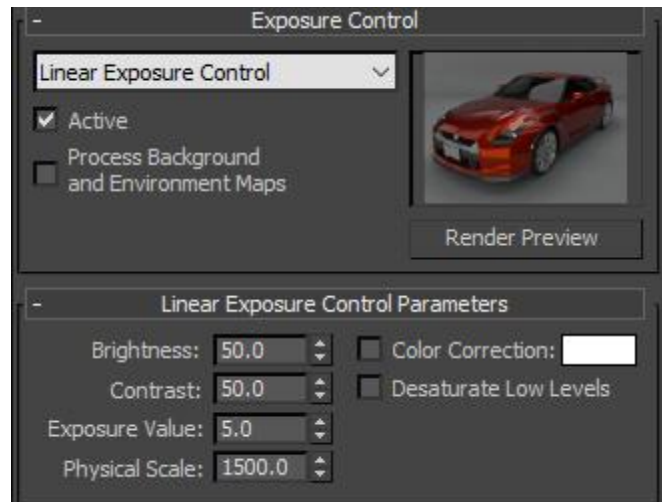 - Exposure Control
Linear Exposure Control
Active
Process Background
and Environment Maps
Render Preview
- Linear Exposure Control Parameters
Brightness: 50.0 Color Correction:
Contrast: 50.0 Desaturate Low Levels
Exposure Value: 5.0
Physical Scale: 1500.0